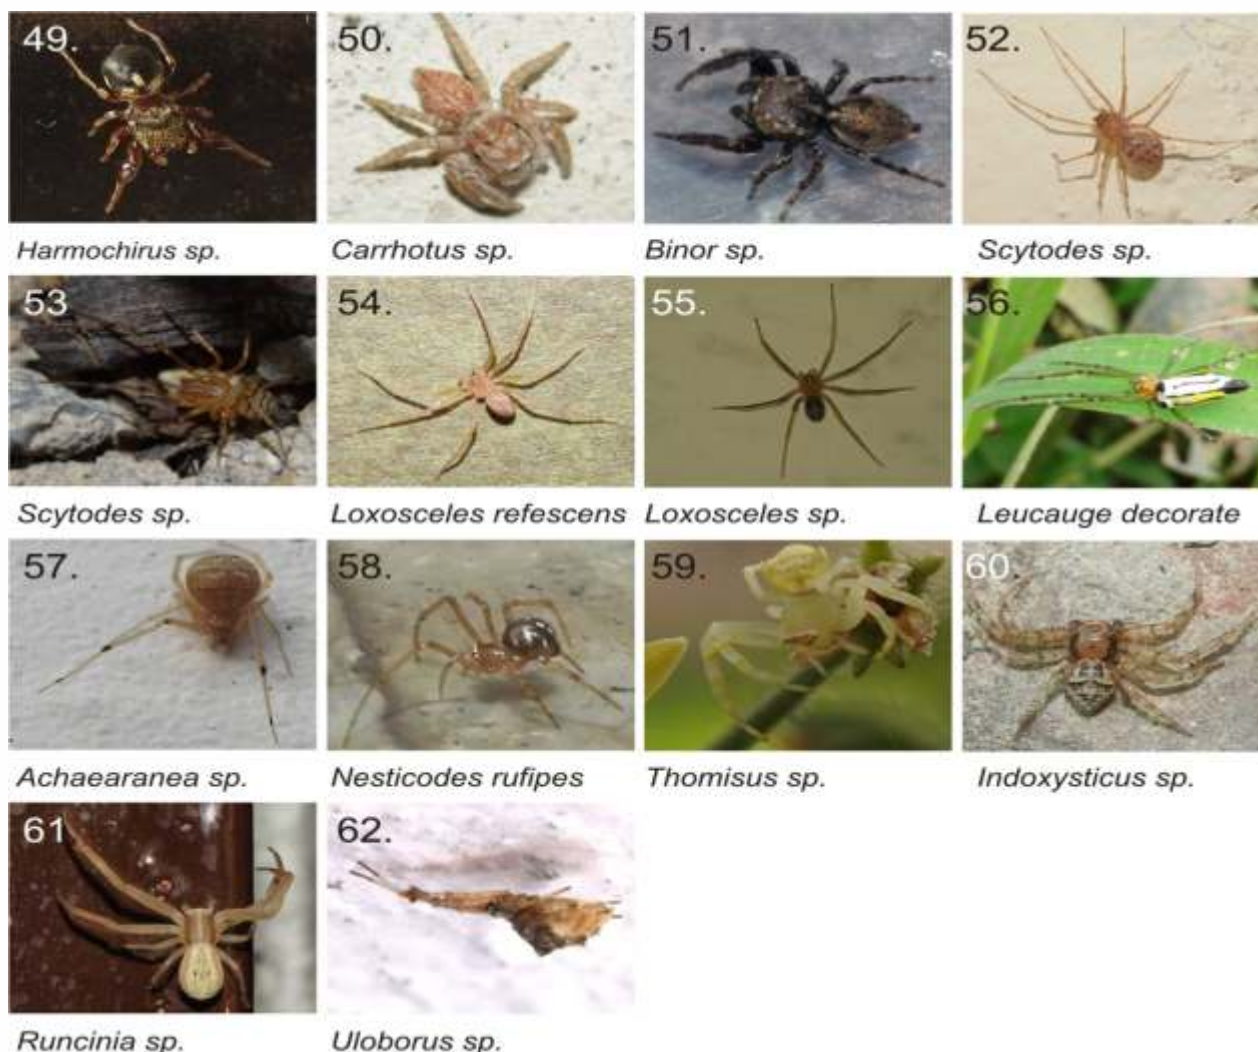 49. 50. 51. 52.
Harmochirus sp. Carrhotus sp. Binor sp. Scytodes sp.
53 54. 55. 56.
Scytodes sp. Loxosceles refescens Loxosceles sp. Leucauge decorate
57. 58. 59. 60.
Achaearanea sp. Nesticodes rufipes Thomisus sp. Indoxysticus sp.
61 62.
Runcinia sp. Uloborus sp.